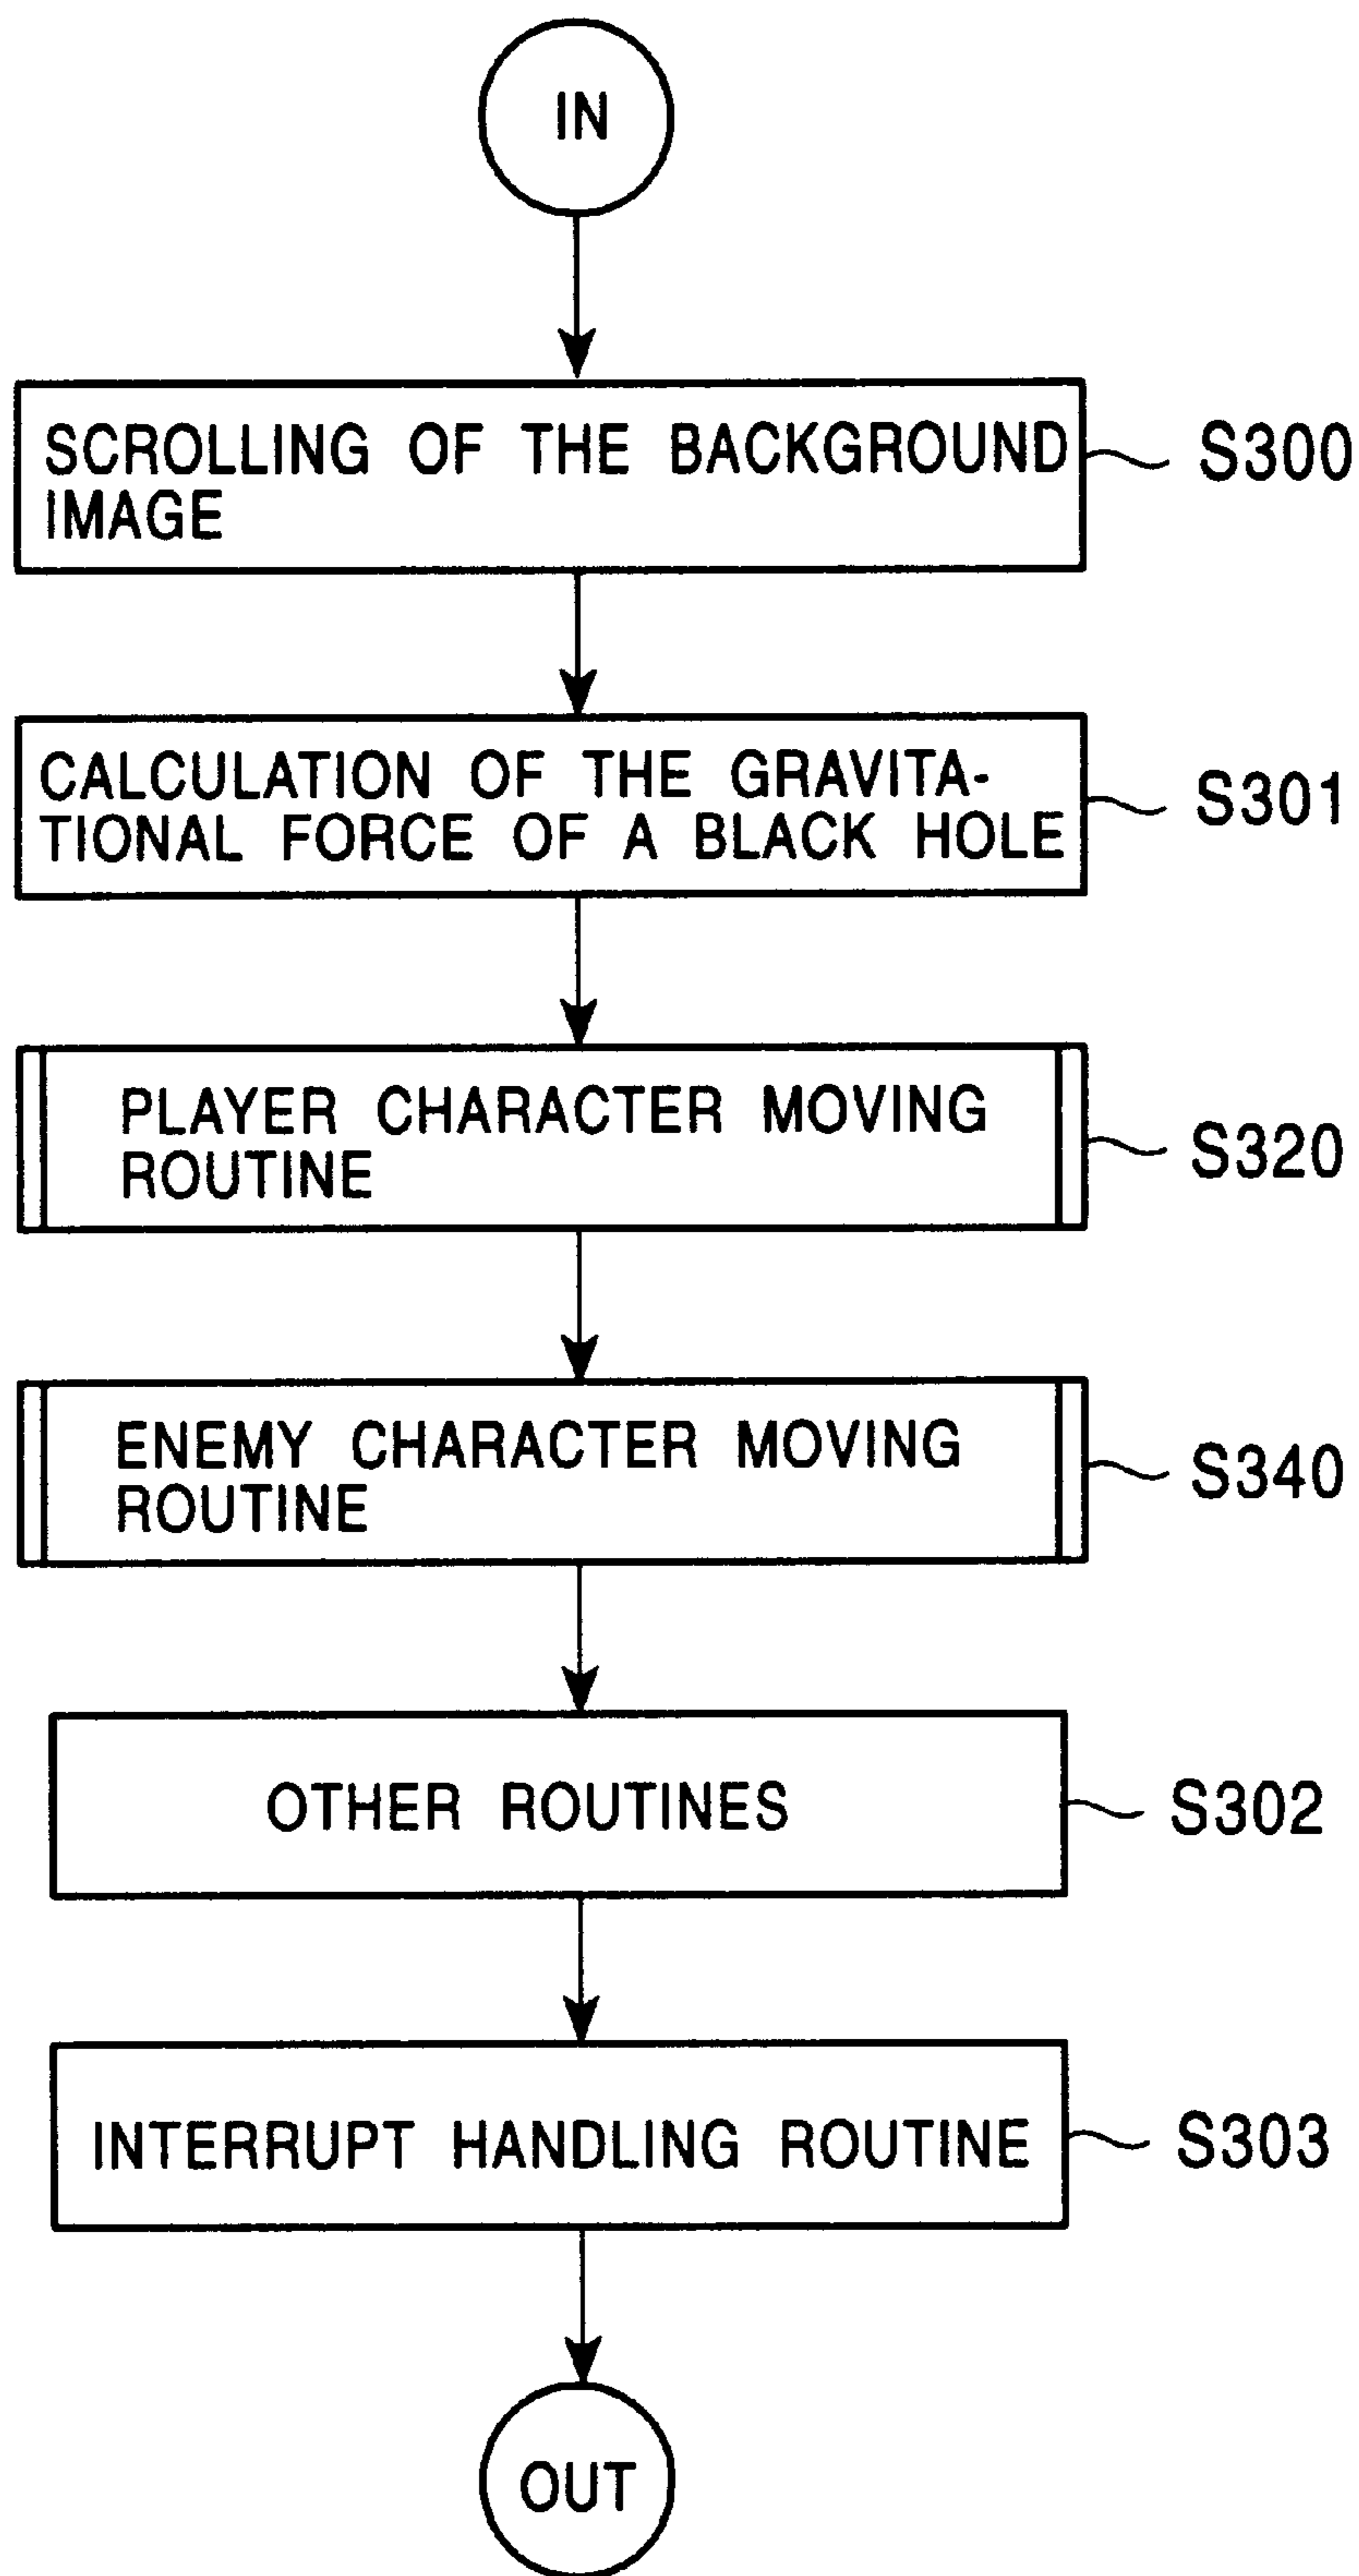 IN
SCROLLING OF THE BACKGROUND
IMAGE
S300
CALCULATION OF THE GRAVITA-
TIONAL FORCE OF A BLACK HOLE
S301
PLAYER CHARACTER MOVING
ROUTINE
S320
ENEMY CHARACTER MOVING
ROUTINE
S340
OTHER ROUTINES
S302
INTERRUPT HANDLING ROUTINE
S303
OUT